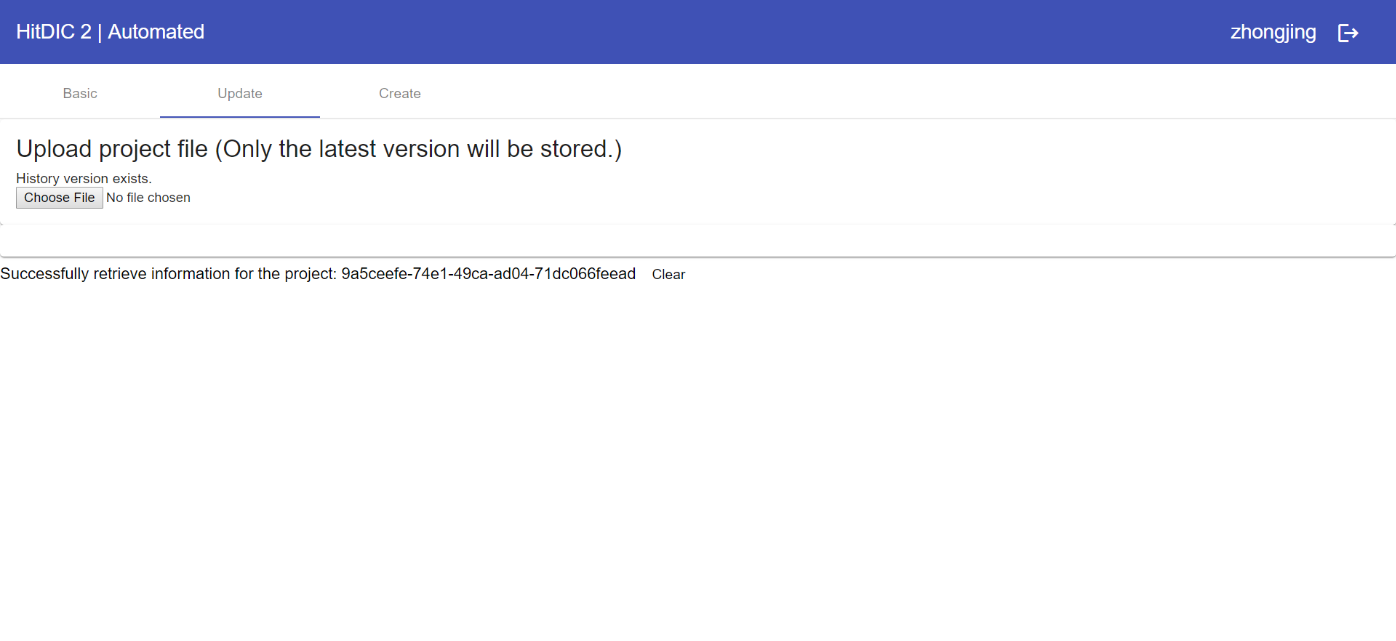 HitDIC 2 | Automated
zhongjing
Basic
Update
Create
Upload project file (Only the latest version will be stored.)
History version exists.
Choose File No file chosen
Successfully retrieve information for the project: 9a5ceefe-74e1-49ca-ad04-71dc066feead Clear